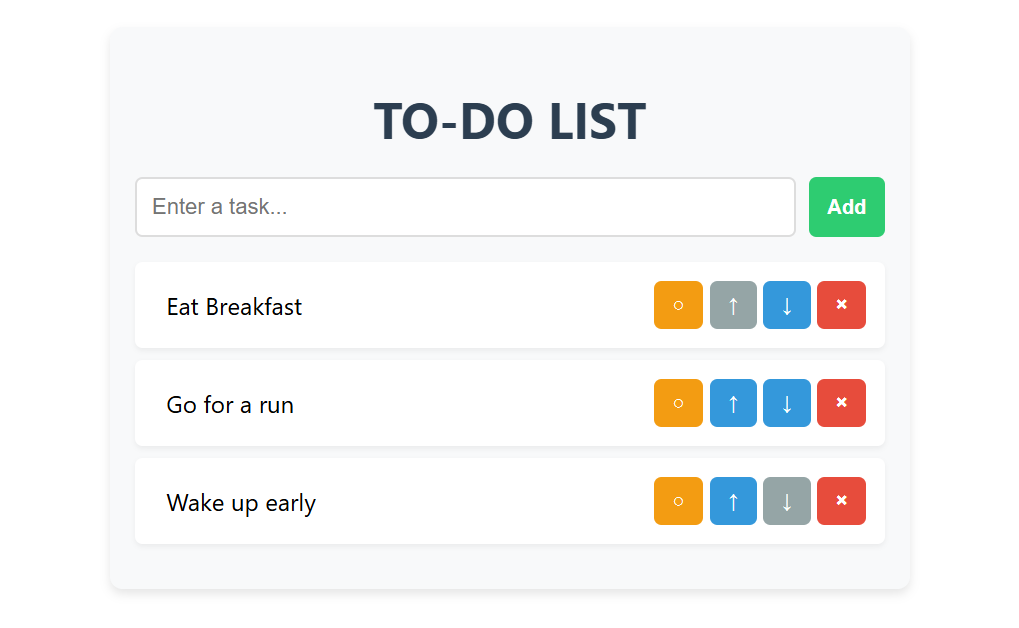 TO-DO LIST
Enter a task...
Add
Eat Breakfast
○ ↑ ↓ ×
Go for a run
○ ↑ ↓ ×
Wake up early
○ ↑ ↓ ×